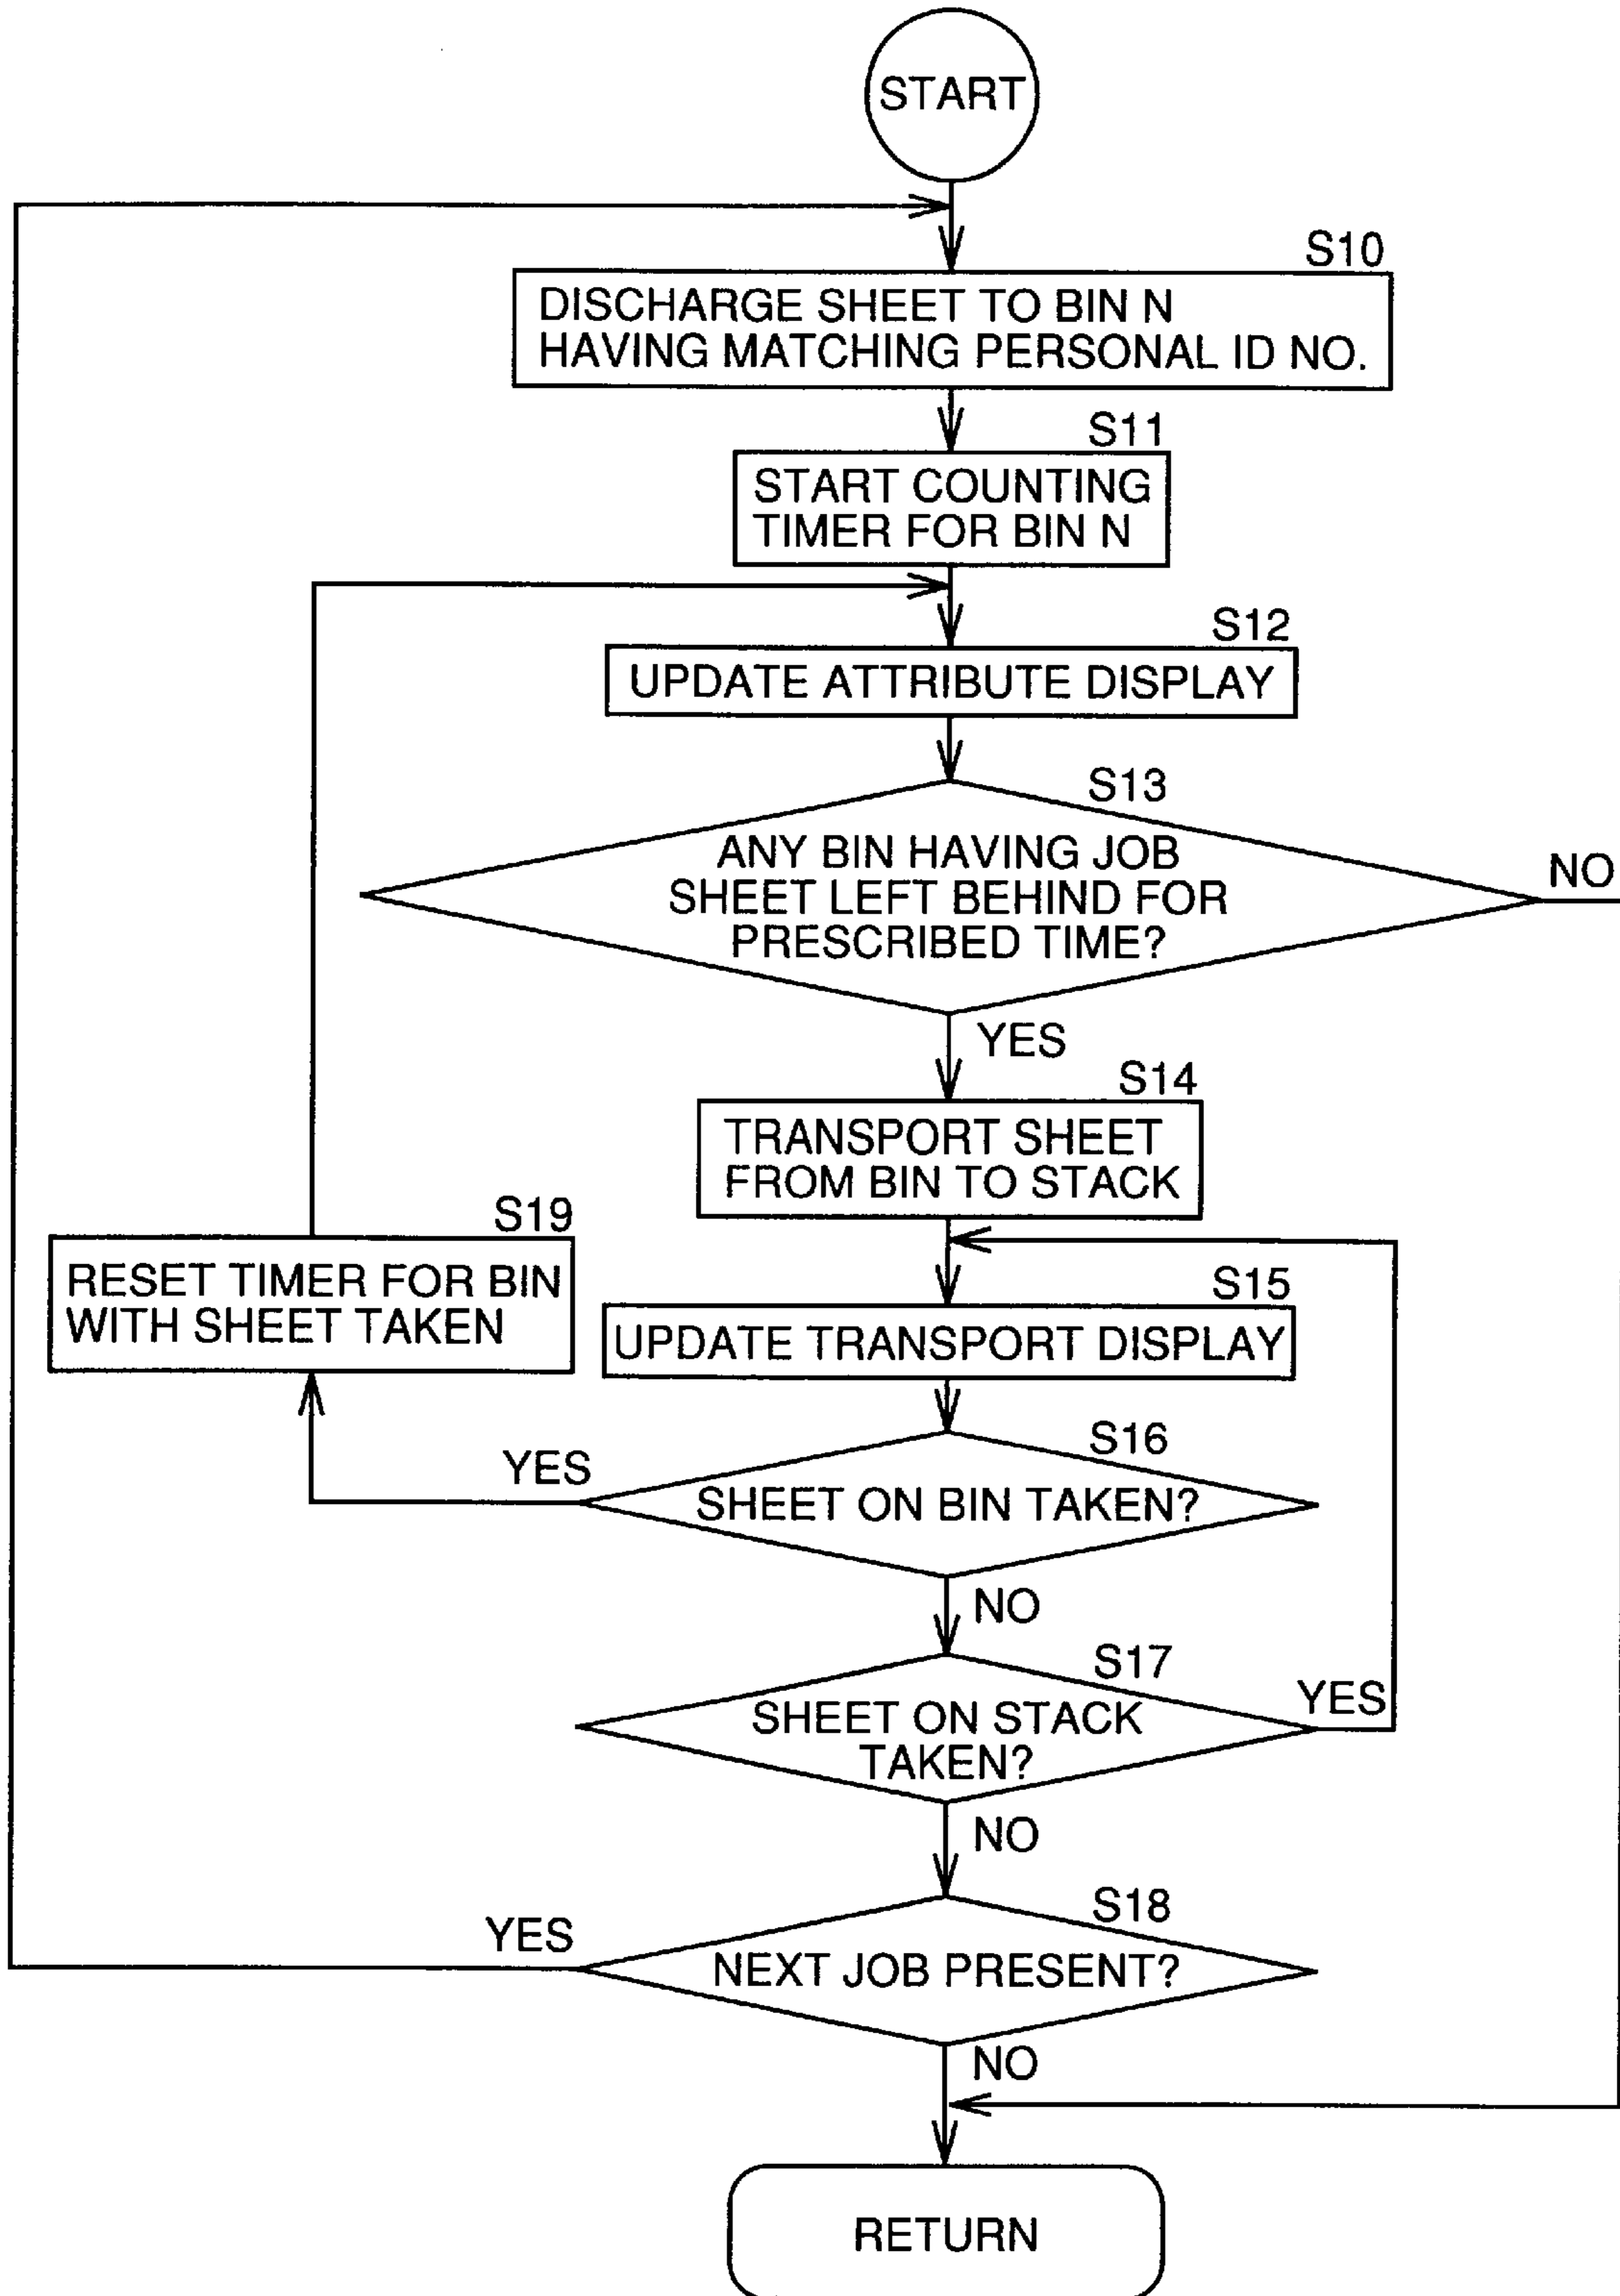 START
S10
DISCHARGE SHEET TO BIN N
HAVING MATCHING PERSONAL ID NO.
S11
START COUNTING
TIMER FOR BIN N
S12
UPDATE ATTRIBUTE DISPLAY
S13
ANY BIN HAVING JOB
SHEET LEFT BEHIND FOR
PRESCRIBED TIME?
NO
YES
S14
TRANSPORT SHEET
FROM BIN TO STACK
S19
RESET TIMER FOR BIN
WITH SHEET TAKEN
S15
UPDATE TRANSPORT DISPLAY
S16
YES
SHEET ON BIN TAKEN?
NO
S17
YES
SHEET ON STACK
TAKEN?
NO
S18
YES
NEXT JOB PRESENT?
NO
RETURN